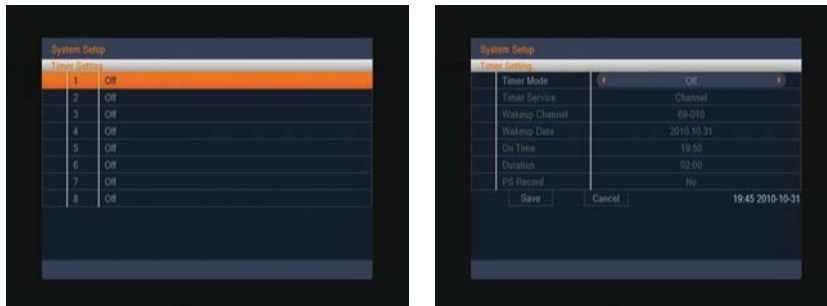 System Setup
Timer Setting
1 Off
2 Off
3 Off
4 Off
5 Off
6 Off
7 Off
8 Off
System Setup
Timer Setting
Timer Mode Off
Timer Service Channel
Wakeup Channel 69-010
Wakeup Date 2010.10.31
On Time 19:50
Duration 02:00
PS Record No
Save Cancel 19:45 2010-10-31